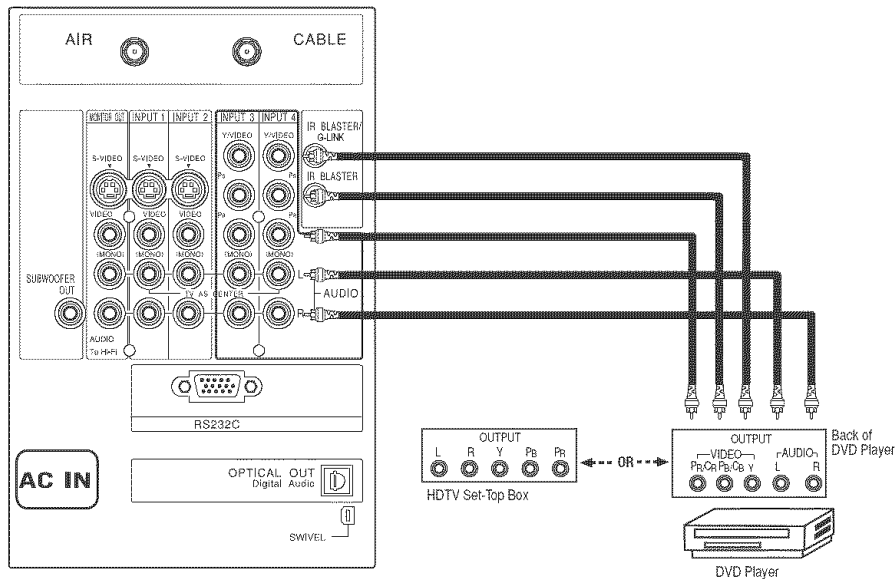 AIR
CABLE
MONITOR OUT INPUT 1 INPUT 2 INPUT 3 INPUT 4
IR BLASTER/
G-LINK
Y/VIDEO Y/VIDEO
S-VIDEO S-VIDEO S-VIDEO
IR BLASTER
PB PB
VIDEO VIDEO VIDEO
PR PR
(MONO) (MONO) (MONO) (MONO) (MONO)
L
SUBWOOFER
OUT
TV AS CENTER
AUDIO
R
AUDIO
To Hi-Fi
RS232C
AC IN
OPTICAL OUT
Digital Audio
SWIVEL
OUTPUT
L R Y PB PR
HDTV Set-Top Box
OR
OUTPUT
VIDEO AUDIO
PR/CR PB/CB Y L R
Back of
DVD Player
DVD Player